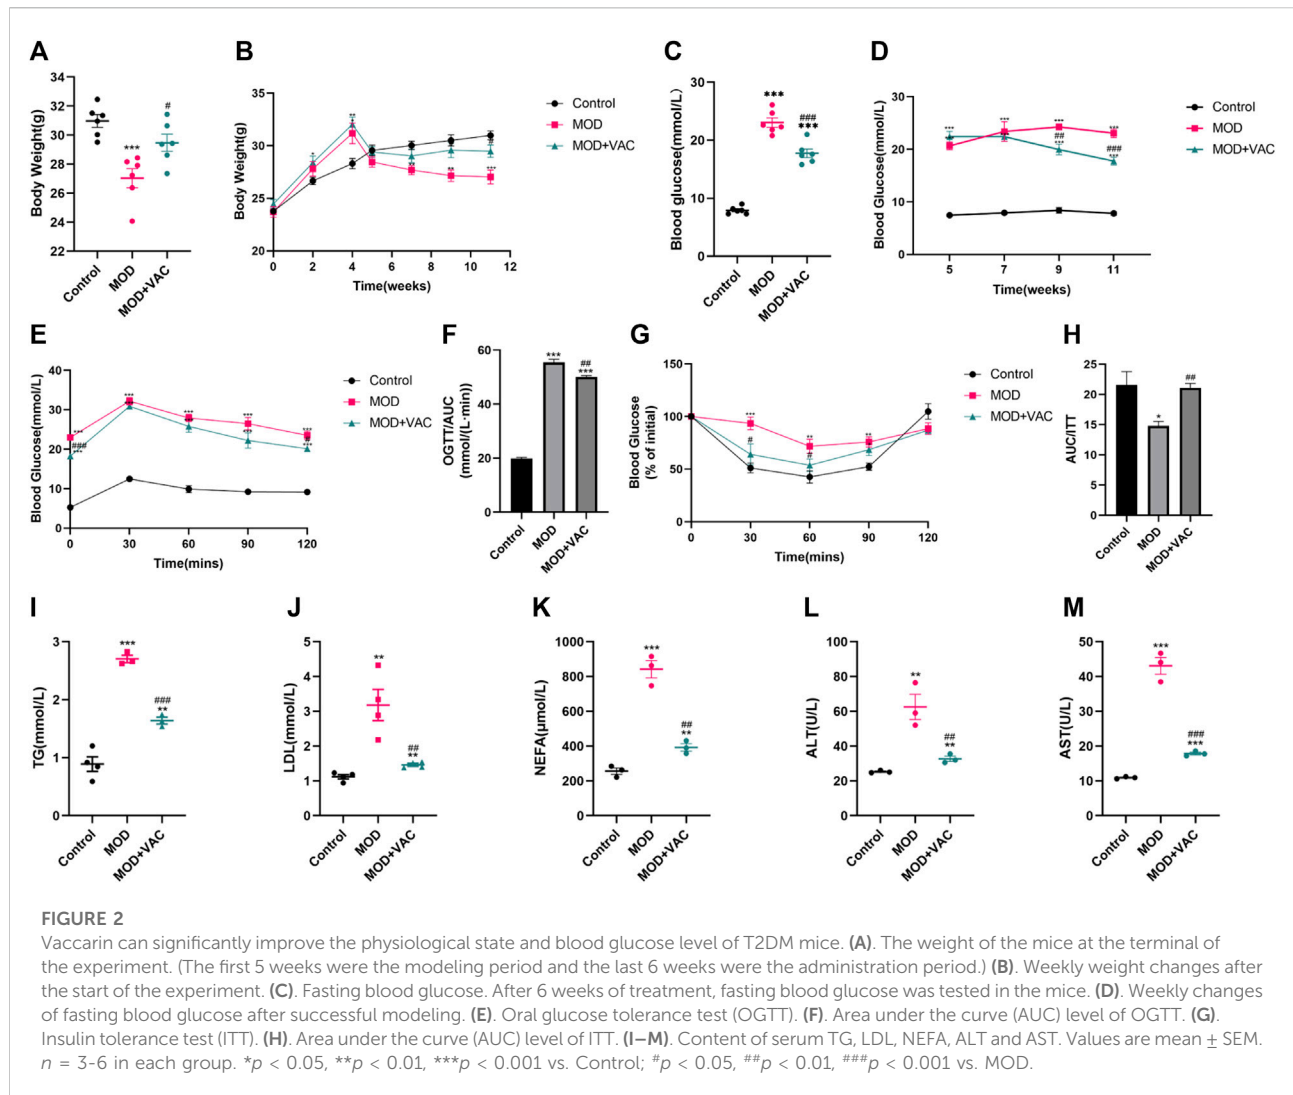 A
Body Weight(g)
34
32
30
28
26
24
22
***
#
Control
MOD
MOD+VAC
B
Body Weight(g)
35
30
25
20
0
2
4
6
8
10
12
Time(weeks)
Control
MOD
MOD+VAC
C
Blood glucose(mmol/L)
30
20
10
0
***
###
***
Control
MOD
MOD+VAC
D
Blood Glucose(mmol/L)
30
20
10
0
***
***
***
##
***
***
###
***
5
7
9
11
Time(weeks)
Control
MOD
MOD+VAC
E
Blood Glucose(mmol/L)
40
30
20
10
0
***
###
***
***
***
***
***
***
***
#
***
0
30
60
90
120
Time(mins)
Control
MOD
MOD+VAC
F
OGTT/AUC
(mmol/(L·min))
60
40
20
0
***
##
***
Control
MOD
MOD+VAC
G
Blood Glucose
(% of initial)
150
100
50
0
***
#
**
#
**
0
30
60
90
120
Time(mins)
Control
MOD
MOD+VAC
H
AUC/ITT
25
20
15
10
5
0
*
##
Control
MOD
MOD+VAC
I
TG(mmol/L)
3
2
1
0
***
###
**
Control
MOD
MOD+VAC
J
LDL(mmol/L)
5
4
3
2
1
0
**
##
**
Control
MOD
MOD+VAC
K
NEFA(μmol/L)
1000
800
600
400
200
0
***
##
**
Control
MOD
MOD+VAC
L
ALT(U/L)
100
80
60
40
20
0
**
##
**
Control
MOD
MOD+VAC
M
AST(U/L)
50
40
30
20
10
0
***
###
***
Control
MOD
MOD+VAC
FIGURE 2
Vaccarin can significantly improve the physiological state and blood glucose level of T2DM mice. (A). The weight of the mice at the terminal of
the experiment. (The first 5 weeks were the modeling period and the last 6 weeks were the administration period.) (B). Weekly weight changes after
the start of the experiment. (C). Fasting blood glucose. After 6 weeks of treatment, fasting blood glucose was tested in the mice. (D). Weekly changes
of fasting blood glucose after successful modeling. (E). Oral glucose tolerance test (OGTT). (F). Area under the curve (AUC) level of OGTT. (G).
Insulin tolerance test (ITT). (H). Area under the curve (AUC) level of ITT. (I–M). Content of serum TG, LDL, NEFA, ALT and AST. Values are mean ± SEM.
n = 3-6 in each group. *p < 0.05, **p < 0.01, ***p < 0.001 vs. Control; #p < 0.05, ##p < 0.01, ###p < 0.001 vs. MOD.